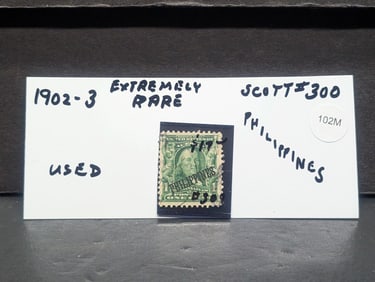 1902-3
EXTREMELY
RARE
SCOTT # 300
102M
PHILIPPINES
USED
PHILIPPINES